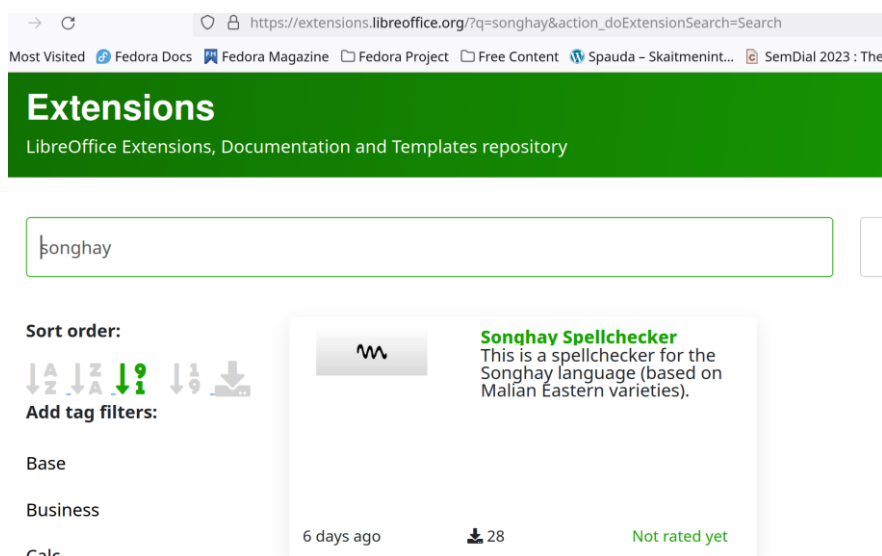 https://extensions.libreoffice.org/?q=songhay&action_doExtensionSearch=Search
Most Visited Fedora Docs Fedora Magazine Fedora Project Free Content Spauda – Skaitmenint... SemDial 2023 : The
Extensions
LibreOffice Extensions, Documentation and Templates repository
songhay
Sort order:
Add tag filters:
Base
Business
Calc
Songhay Spellchecker
This is a spellchecker for the
Songhay language (based on
Malian Eastern varieties).
6 days ago 28 Not rated yet